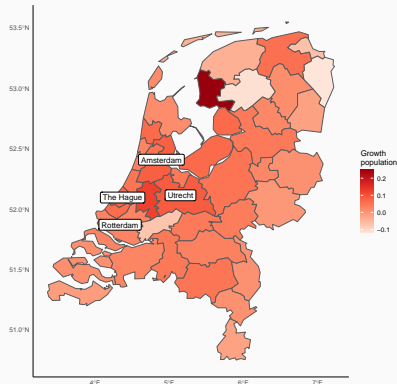 53.5°N
53.0°N
52.5°N
52.0°N
51.5°N
51.0°N
Amsterdam
The Hague
Utrecht
Rotterdam
4°E
5°E
6°E
7°E
Growth
population
0.2
0.1
0.0
−0.1